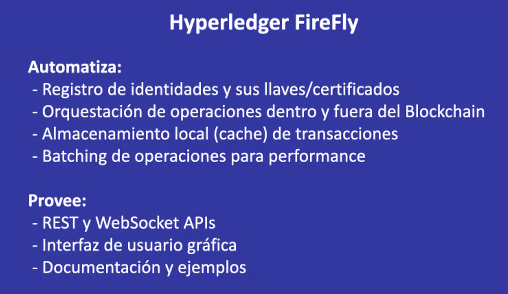 Hyperledger FireFly
Automatiza:
- Registro de identidades y sus llaves/certificados
- Orquestación de operaciones dentro y fuera del Blockchain
- Almacenamiento local (cache) de transacciones
- Batching de operaciones para performance
Provee:
- REST y WebSocket APIs
- Interfaz de usuario gráfica
- Documentación y ejemplos